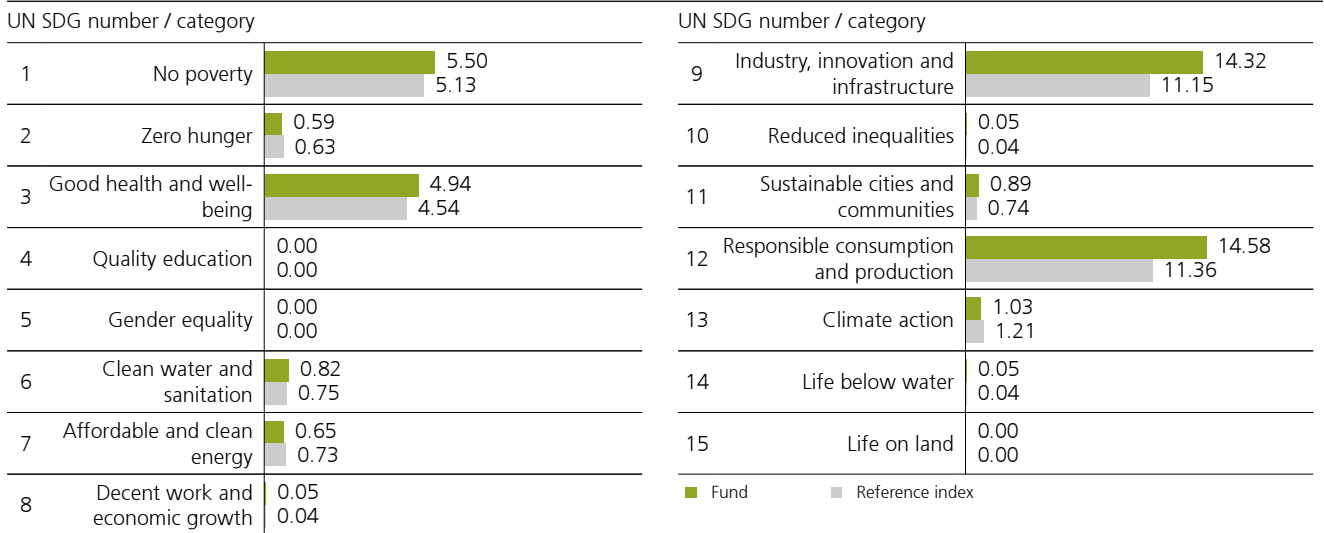 UN SDG number / category
1 No poverty 5.50
5.13
2 Zero hunger 0.59
0.63
3 Good health and well-
being 4.94
4.54
4 Quality education 0.00
0.00
5 Gender equality 0.00
0.00
6 Clean water and
sanitation 0.82
0.75
7 Affordable and clean
energy 0.65
0.73
8 Decent work and
economic growth 0.05
0.04
UN SDG number / category
9 Industry, innovation and
infrastructure 14.32
11.15
10 Reduced inequalities 0.05
0.04
11 Sustainable cities and
communities 0.89
0.74
12 Responsible consumption
and production 14.58
11.36
13 Climate action 1.03
1.21
14 Life below water 0.05
0.04
15 Life on land 0.00
0.00
Fund Reference index